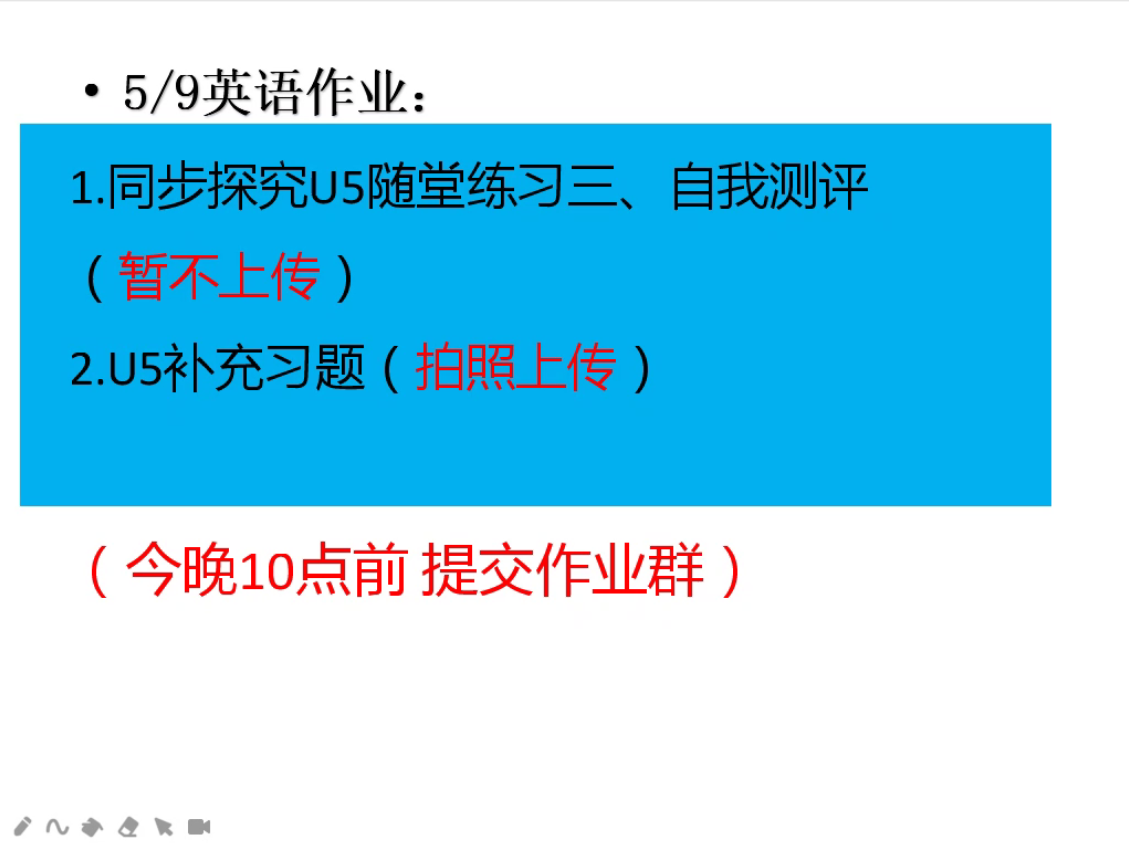 • 5/9英语作业：
1.同步探究U5随堂练习三、自我测评
（暂不上传）
2.U5补充习题（拍照上传）
（今晚10点前 提交作业群）